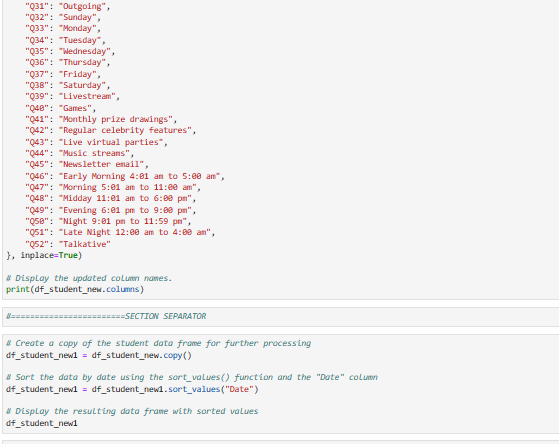 "Q31": "Outgoing",
"Q32": "Sunday",
"Q33": "Monday",
"Q34": "Tuesday",
"Q35": "Wednesday",
"Q36": "Thursday",
"Q37": "Friday",
"Q38": "Saturday",
"Q39": "Livestream",
"Q40": "Games",
"Q41": "Monthly prize drawings",
"Q42": "Regular celebrity features",
"Q43": "Live virtual parties",
"Q44": "Music streams",
"Q45": "Newsletter email",
"Q46": "Early Morning 4:01 am to 5:00 am",
"Q47": "Morning 5:01 am to 11:00 am",
"Q48": "Midday 11:01 am to 6:00 pm",
"Q49": "Evening 6:01 pm to 9:00 pm",
"Q50": "Night 9:01 pm to 11:59 pm",
"Q51": "Late Night 12:00 am to 4:00 am",
"Q52": "Talkative"
}, inplace=True)
# Display the updated column names.
print(df_student_new.columns)
#========================SECTION SEPARATOR
# Create a copy of the student data frame for further processing
df_student_new1 = df_student_new.copy()
# Sort the data by date using the sort_values() function and the "Date" column
df_student_new1 = df_student_new1.sort_values("Date")
# Display the resulting data frame with sorted values
df_student_new1